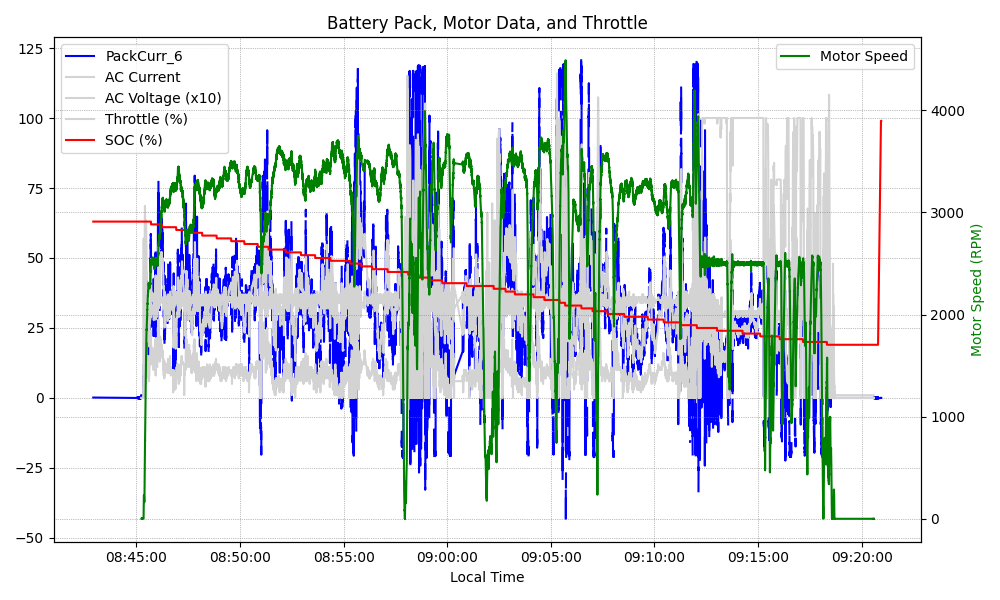 Battery Pack, Motor Data, and Throttle
PackCurr_6
AC Current
AC Voltage (x10)
Throttle (%)
SOC (%)
Motor Speed
125
100
75
50
25
0
−25
−50
4000
3000
2000
1000
0
Motor Speed (RPM)
08:45:00
08:50:00
08:55:00
09:00:00
09:05:00
09:10:00
09:15:00
09:20:00
Local Time